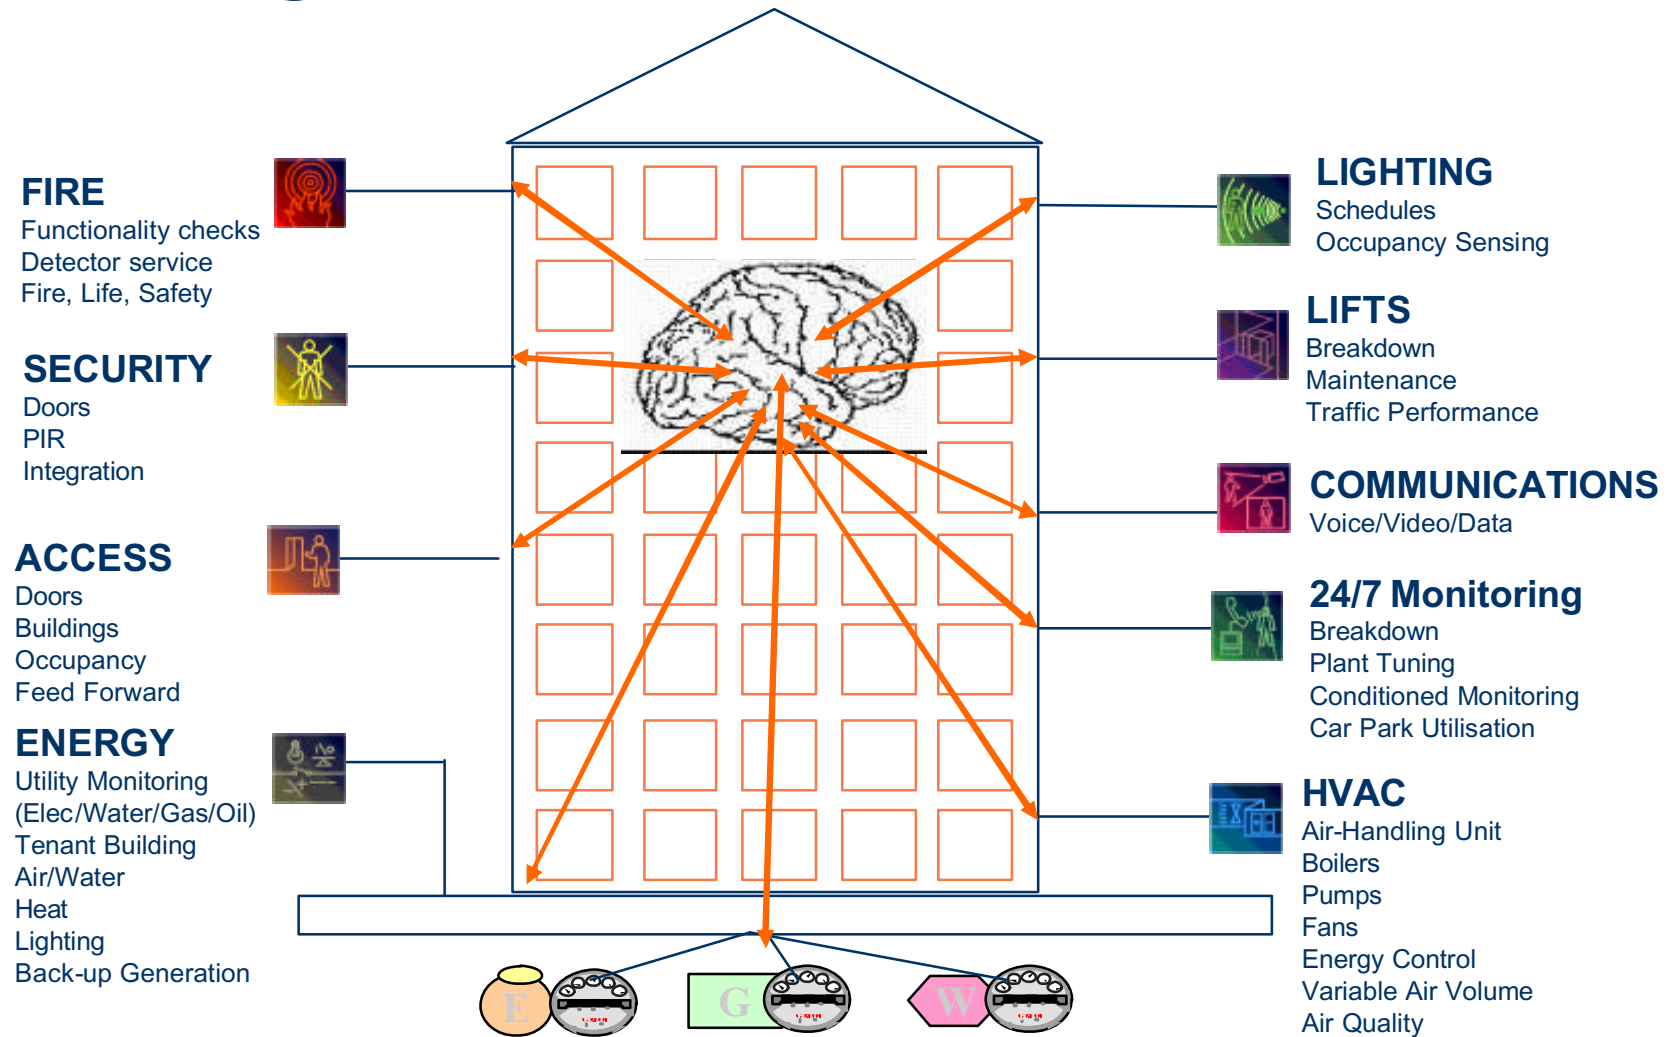 FIRE
Functionality checks
Detector service
Fire, Life, Safety
SECURITY
Doors
PIR
Integration
ACCESS
Doors
Buildings
Occupancy
Feed Forward
ENERGY
Utility Monitoring
(Elec/Water/Gas/Oil)
Tenant Building
Air/Water
Heat
Lighting
Back-up Generation
LIGHTING
Schedules
Occupancy Sensing
LIFTS
Breakdown
Maintenance
Traffic Performance
COMMUNICATIONS
Voice/Video/Data
24/7 Monitoring
Breakdown
Plant Tuning
Conditioned Monitoring
Car Park Utilisation
HVAC
Air-Handling Unit
Boilers
Pumps
Fans
Energy Control
Variable Air Volume
Air Quality
E
G
W